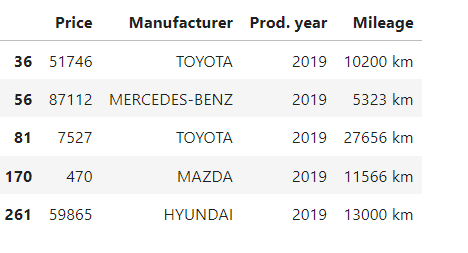 Price Manufacturer Prod. year Mileage
36 51746 TOYOTA 2019 10200 km
56 87112 MERCEDES-BENZ 2019 5323 km
81 7527 TOYOTA 2019 27656 km
170 470 MAZDA 2019 11566 km
261 59865 HYUNDAI 2019 13000 km